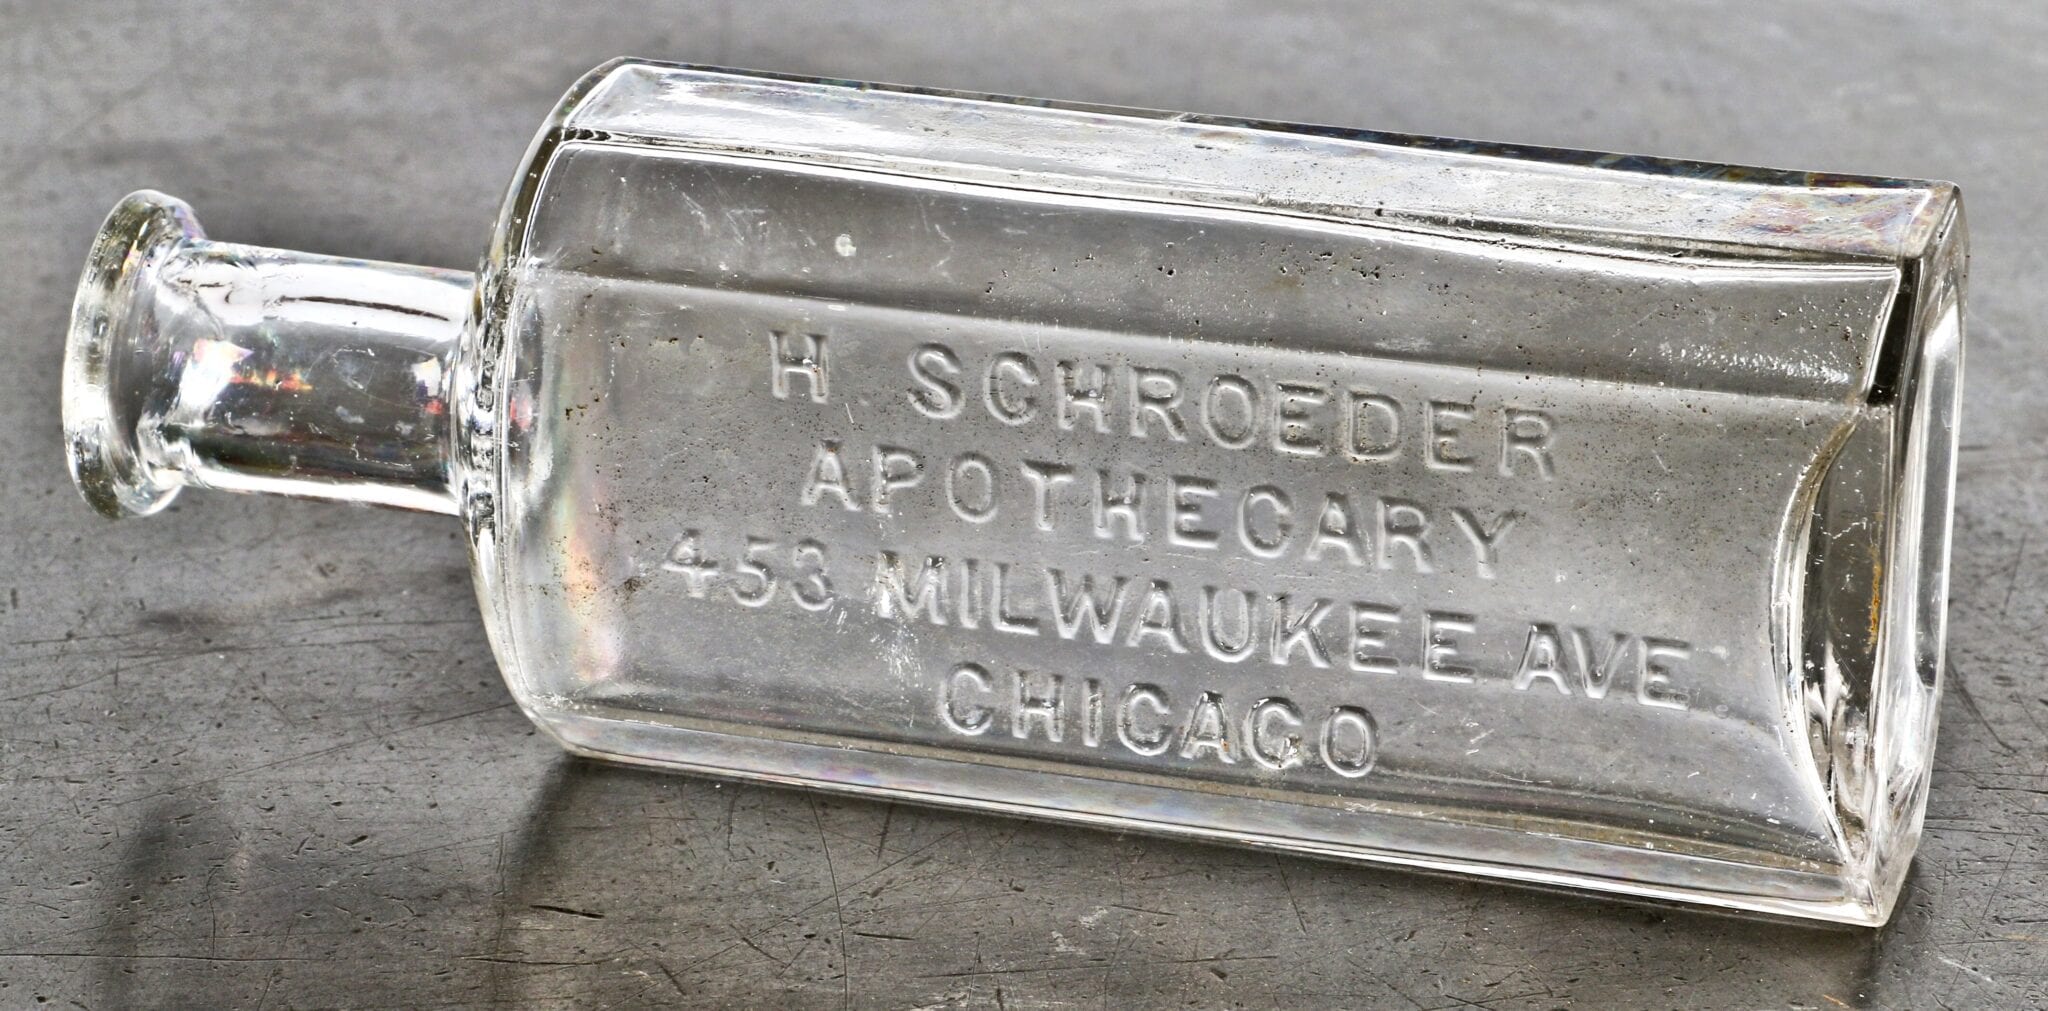 H. SCHROEDER
APOTHECARY
453 MILWAUKEE AVE.
CHICAGO